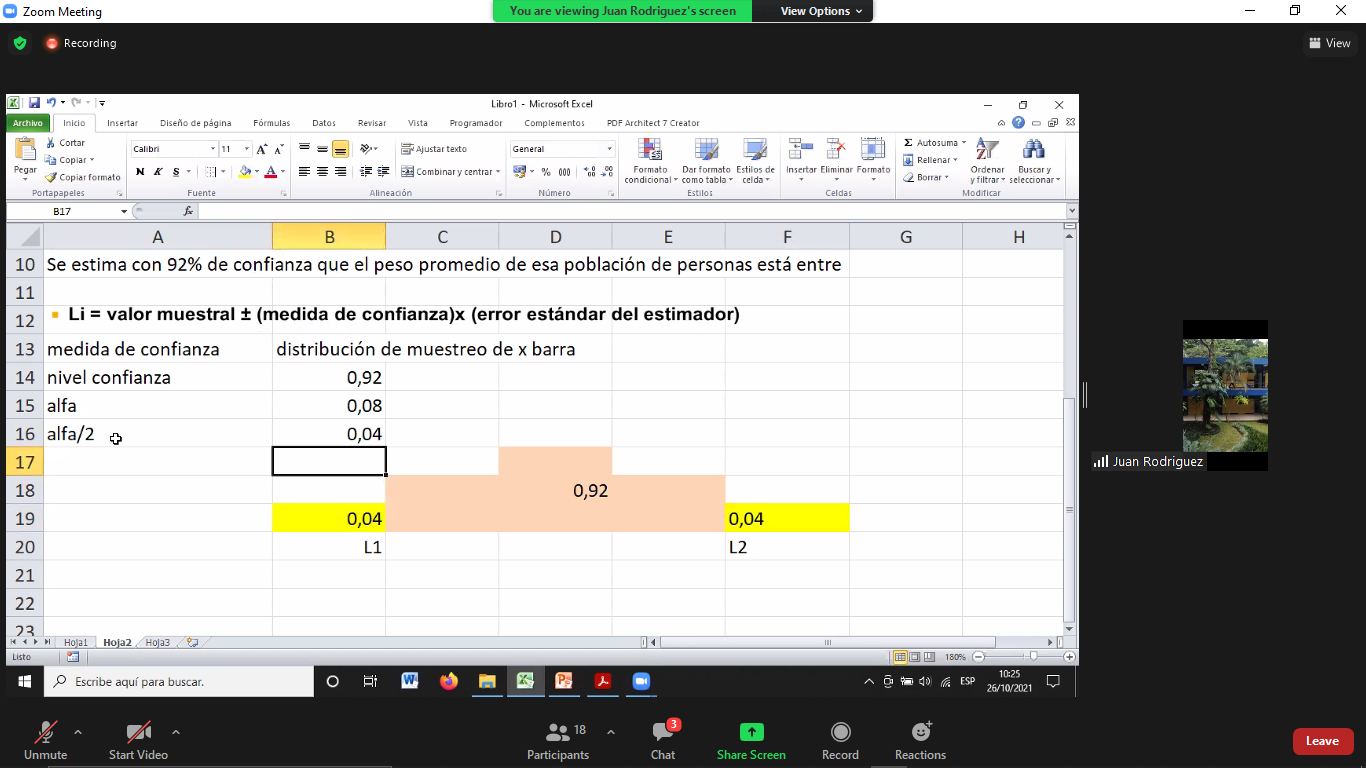 Zoom Meeting
You are viewing Juan Rodriguez's screen
View Options
Recording
View
Libro1 - Microsoft Excel
Archivo
Inicio
Insertar
Diseño de página
Fórmulas
Datos
Revisar
Vista
Programador
Complementos
PDF Architect 7 Creator
Pegar
Cortar
Copiar
Copiar formato
Portapapeles
Calibri
11
N K S
Fuente
Ajustar texto
Combinar y centrar
Alineación
General
% 000
Número
Formato condicional
Dar formato como tabla
Estilos de celda
Estilos
Insertar
Eliminar
Formato
Celdas
Autosuma
Rellenar
Borrar
Ordenar y filtrar
Buscar y seleccionar
Modificar
B17
fx
A B C D E F G H
10 Se estima con 92% de confianza que el peso promedio de esa población de personas está entre
11
12 Li = valor muestral ± (medida de confianza)x (error estándar del estimador)
13 medida de confianza distribución de muestreo de x barra
14 nivel confianza 0,92
15 alfa 0,08
16 alfa/2 0,04
17
18 0,92
19 0,04 0,04
20 L1 L2
21
22
23
Juan Rodriguez
Hoja1 Hoja2 Hoja3
Listo
180%
Escribe aquí para buscar.
ESP
10:25
26/10/2021
Unmute
Start Video
Participants
18
Chat
3
Share Screen
Record
Reactions
Leave